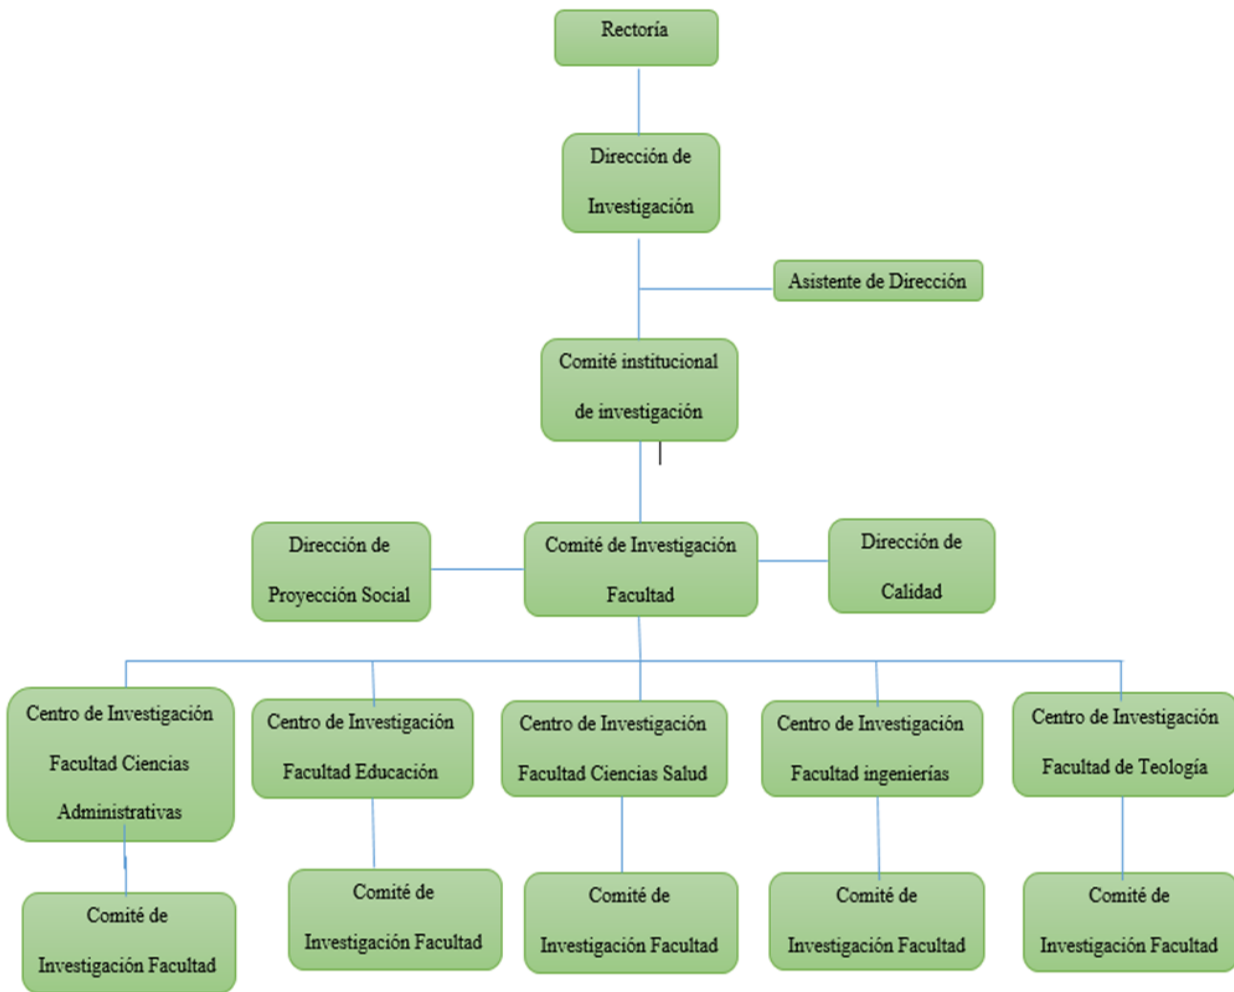 Rectoría
Dirección de
Investigación
Asistente de Dirección
Comité institucional
de investigación
Dirección de
Proyección Social
Comité de Investigación
Facultad
Dirección de
Calidad
Centro de Investigación
Facultad Ciencias
Administrativas
Centro de Investigación
Facultad Educación
Centro de Investigación
Facultad Ciencias Salud
Centro de Investigación
Facultad ingenierías
Centro de Investigación
Facultad de Teología
Comité de
Investigación Facultad
Comité de
Investigación Facultad
Comité de
Investigación Facultad
Comité de
Investigación Facultad
Comité de
Investigación Facultad